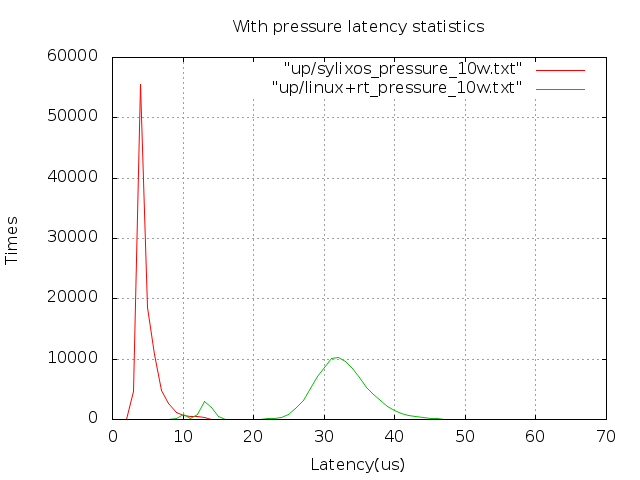 With pressure latency statistics
60000
50000
40000
30000
20000
10000
0
Times
"up/sylixos_pressure_10w.txt"
"up/linux+rt_pressure_10w.txt"
0 10 20 30 40 50 60 70
Latency(us)